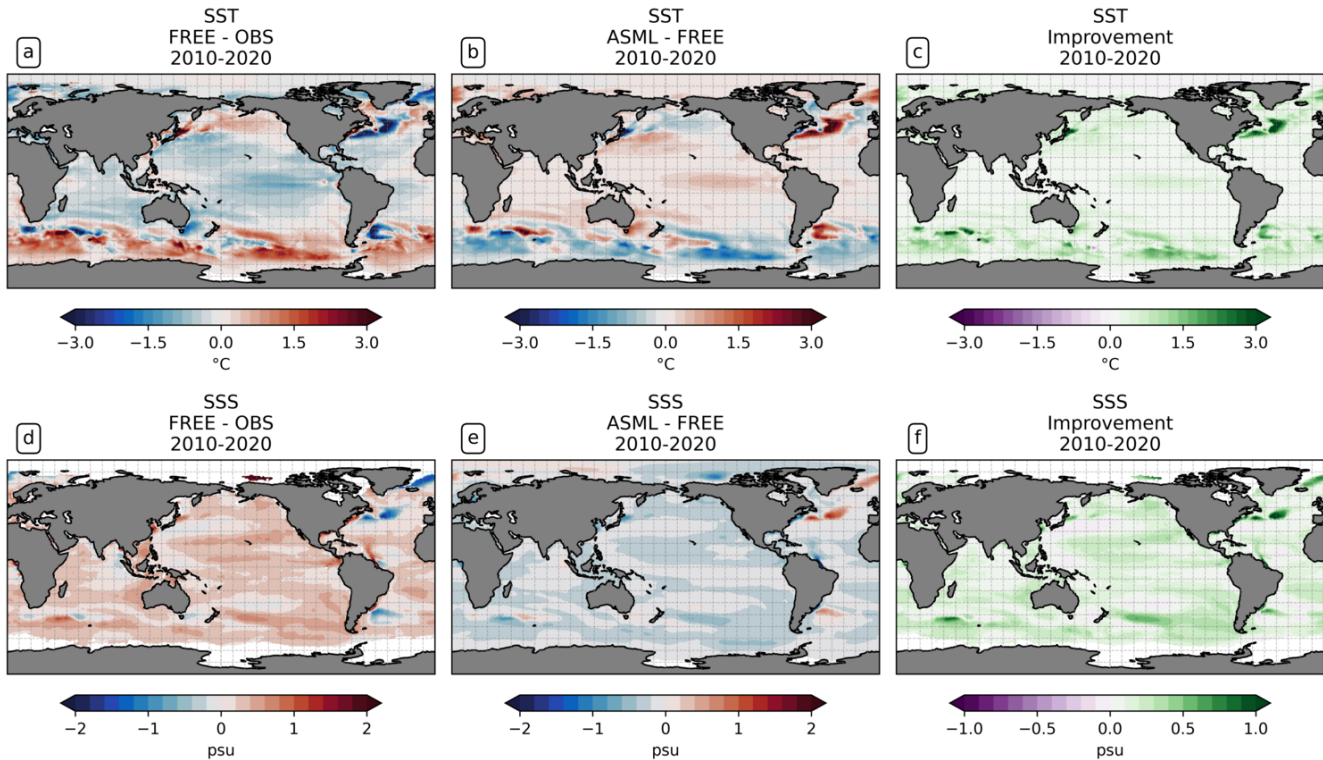 a
SST
FREE - OBS
2010-2020
b
SST
ASML - FREE
2010-2020
c
SST
Improvement
2010-2020
−3.0 −1.5 0.0 1.5 3.0
°C
−3.0 −1.5 0.0 1.5 3.0
°C
−3.0 −1.5 0.0 1.5 3.0
°C
d
SSS
FREE - OBS
2010-2020
e
SSS
ASML - FREE
2010-2020
f
SSS
Improvement
2010-2020
−2 −1 0 1 2
psu
−2 −1 0 1 2
psu
−1.0 −0.5 0.0 0.5 1.0
psu